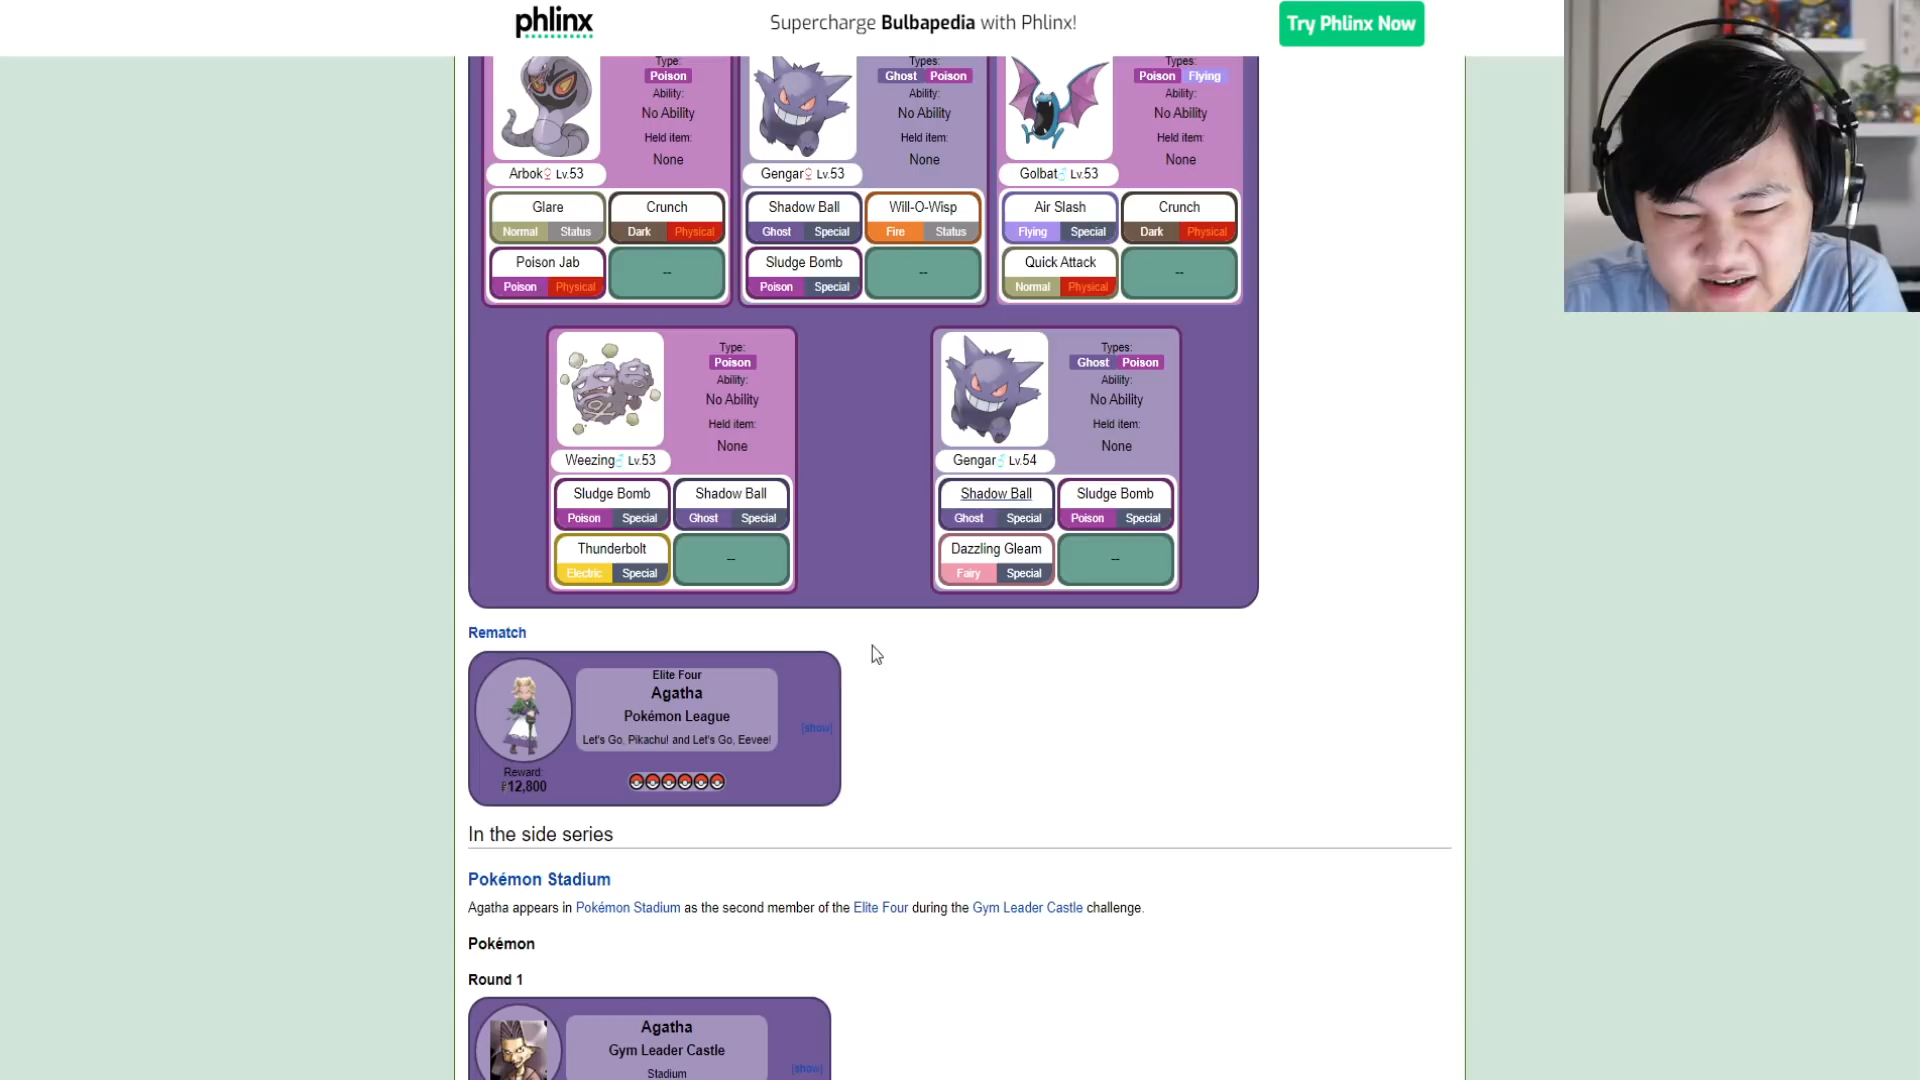 phlinx
Supercharge Bulbapedia with Phlinx!
Try Phlinx Now
Type:
Poison
Ability:
No Ability
Held item:
None
Arbok♀ Lv.53
Glare
Normal Status
Crunch
Dark Physical
Poison Jab
Poison Physical
--
Types:
Ghost Poison
Ability:
No Ability
Held item:
None
Gengar♀ Lv.53
Shadow Ball
Ghost Special
Will-O-Wisp
Fire Status
Sludge Bomb
Poison Special
--
Types:
Poison Flying
Ability:
No Ability
Held item:
None
Golbat♂ Lv.53
Air Slash
Flying Special
Crunch
Dark Physical
Quick Attack
Normal Physical
--
Type:
Poison
Ability:
No Ability
Held item:
None
Weezing♂ Lv.53
Sludge Bomb
Poison Special
Shadow Ball
Ghost Special
Thunderbolt
Electric Special
--
Types:
Ghost Poison
Ability:
No Ability
Held item:
None
Gengar♂ Lv.54
Shadow Ball
Ghost Special
Sludge Bomb
Poison Special
Dazzling Gleam
Fairy Special
--
Rematch
Elite Four
Agatha
Pokémon League
Let's Go, Pikachu! and Let's Go, Eevee!
[show]
Reward:
12,800
In the side series
Pokémon Stadium
Agatha appears in Pokémon Stadium as the second member of the Elite Four during the Gym Leader Castle challenge.
Pokémon
Round 1
Agatha
Gym Leader Castle
Stadium
[show]